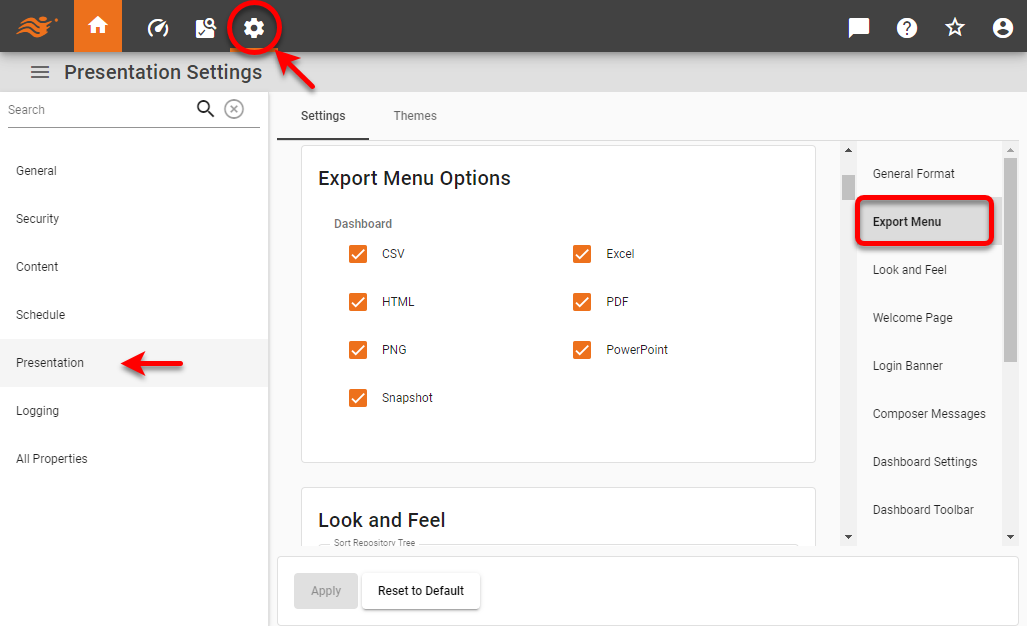 Presentation Settings
Search
General
Security
Content
Schedule
Presentation
Logging
All Properties
Settings
Themes
Export Menu Options
Dashboard
CSV
Excel
HTML
PDF
PNG
PowerPoint
Snapshot
Look and Feel
Sort Repository Tree
General Format
Export Menu
Look and Feel
Welcome Page
Login Banner
Composer Messages
Dashboard Settings
Dashboard Toolbar
Apply
Reset to Default